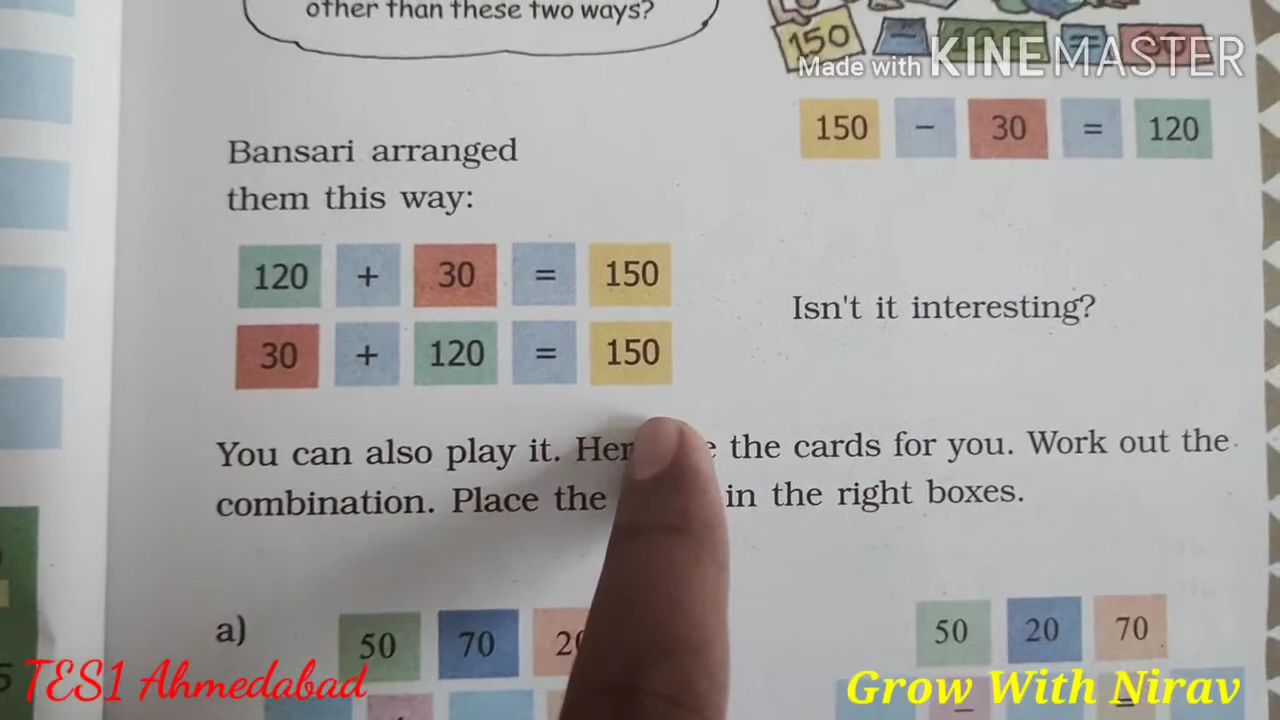 other than these two ways?
150 - = 
Made with KINEMASTER
150 - 30 = 120
Bansari arranged
them this way:
120 + 30 = 150
30 + 120 = 150
Isn't it interesting?
You can also play it. the cards for you. Work out the
combination. Place the in the right boxes.
a)
50 70
50 20 70
- =
TES1 Ahmedabad
Grow With Nirav